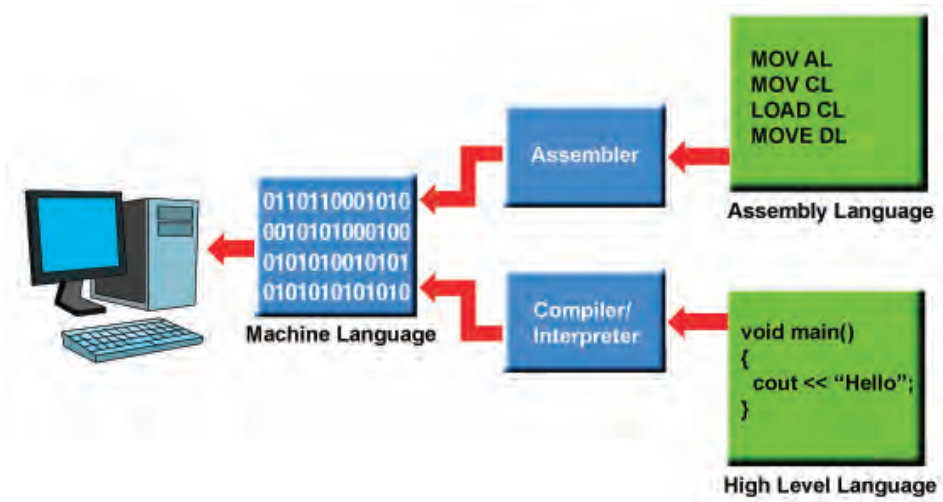 MOV AL
MOV CL
LOAD CL
MOVE DL
Assembly Language
Assembler
0110110001010
0010101000100
0101010010101
0101010101010
Machine Language
Compiler/
Interpreter
void main()
{
cout << “Hello”;
}
High Level Language